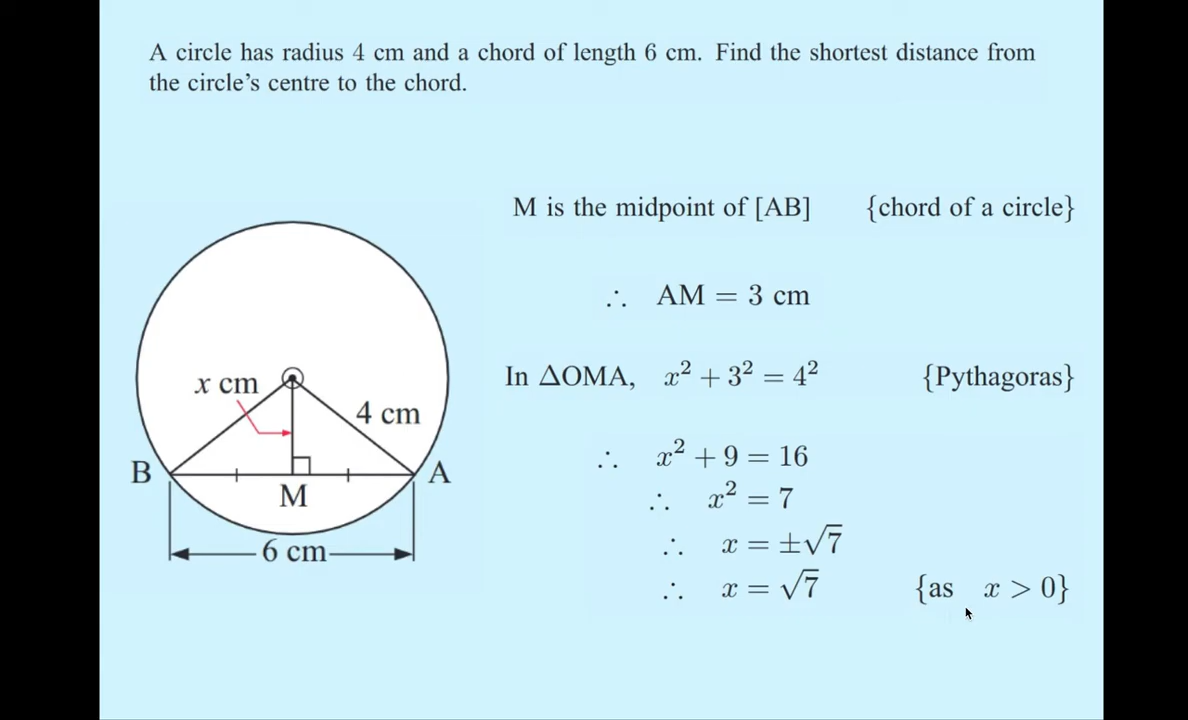 A circle has radius 4 cm and a chord of length 6 cm. Find the shortest distance from
the circle's centre to the chord.
M is the midpoint of [AB] {chord of a circle}
∴ AM = 3 cm
In ΔOMA, x² + 3² = 4² {Pythagoras}
x cm
4 cm
∴ x² + 9 = 16
B A
M
∴ x² = 7
∴ x = ±√7
6 cm
∴ x = √7 {as x > 0}